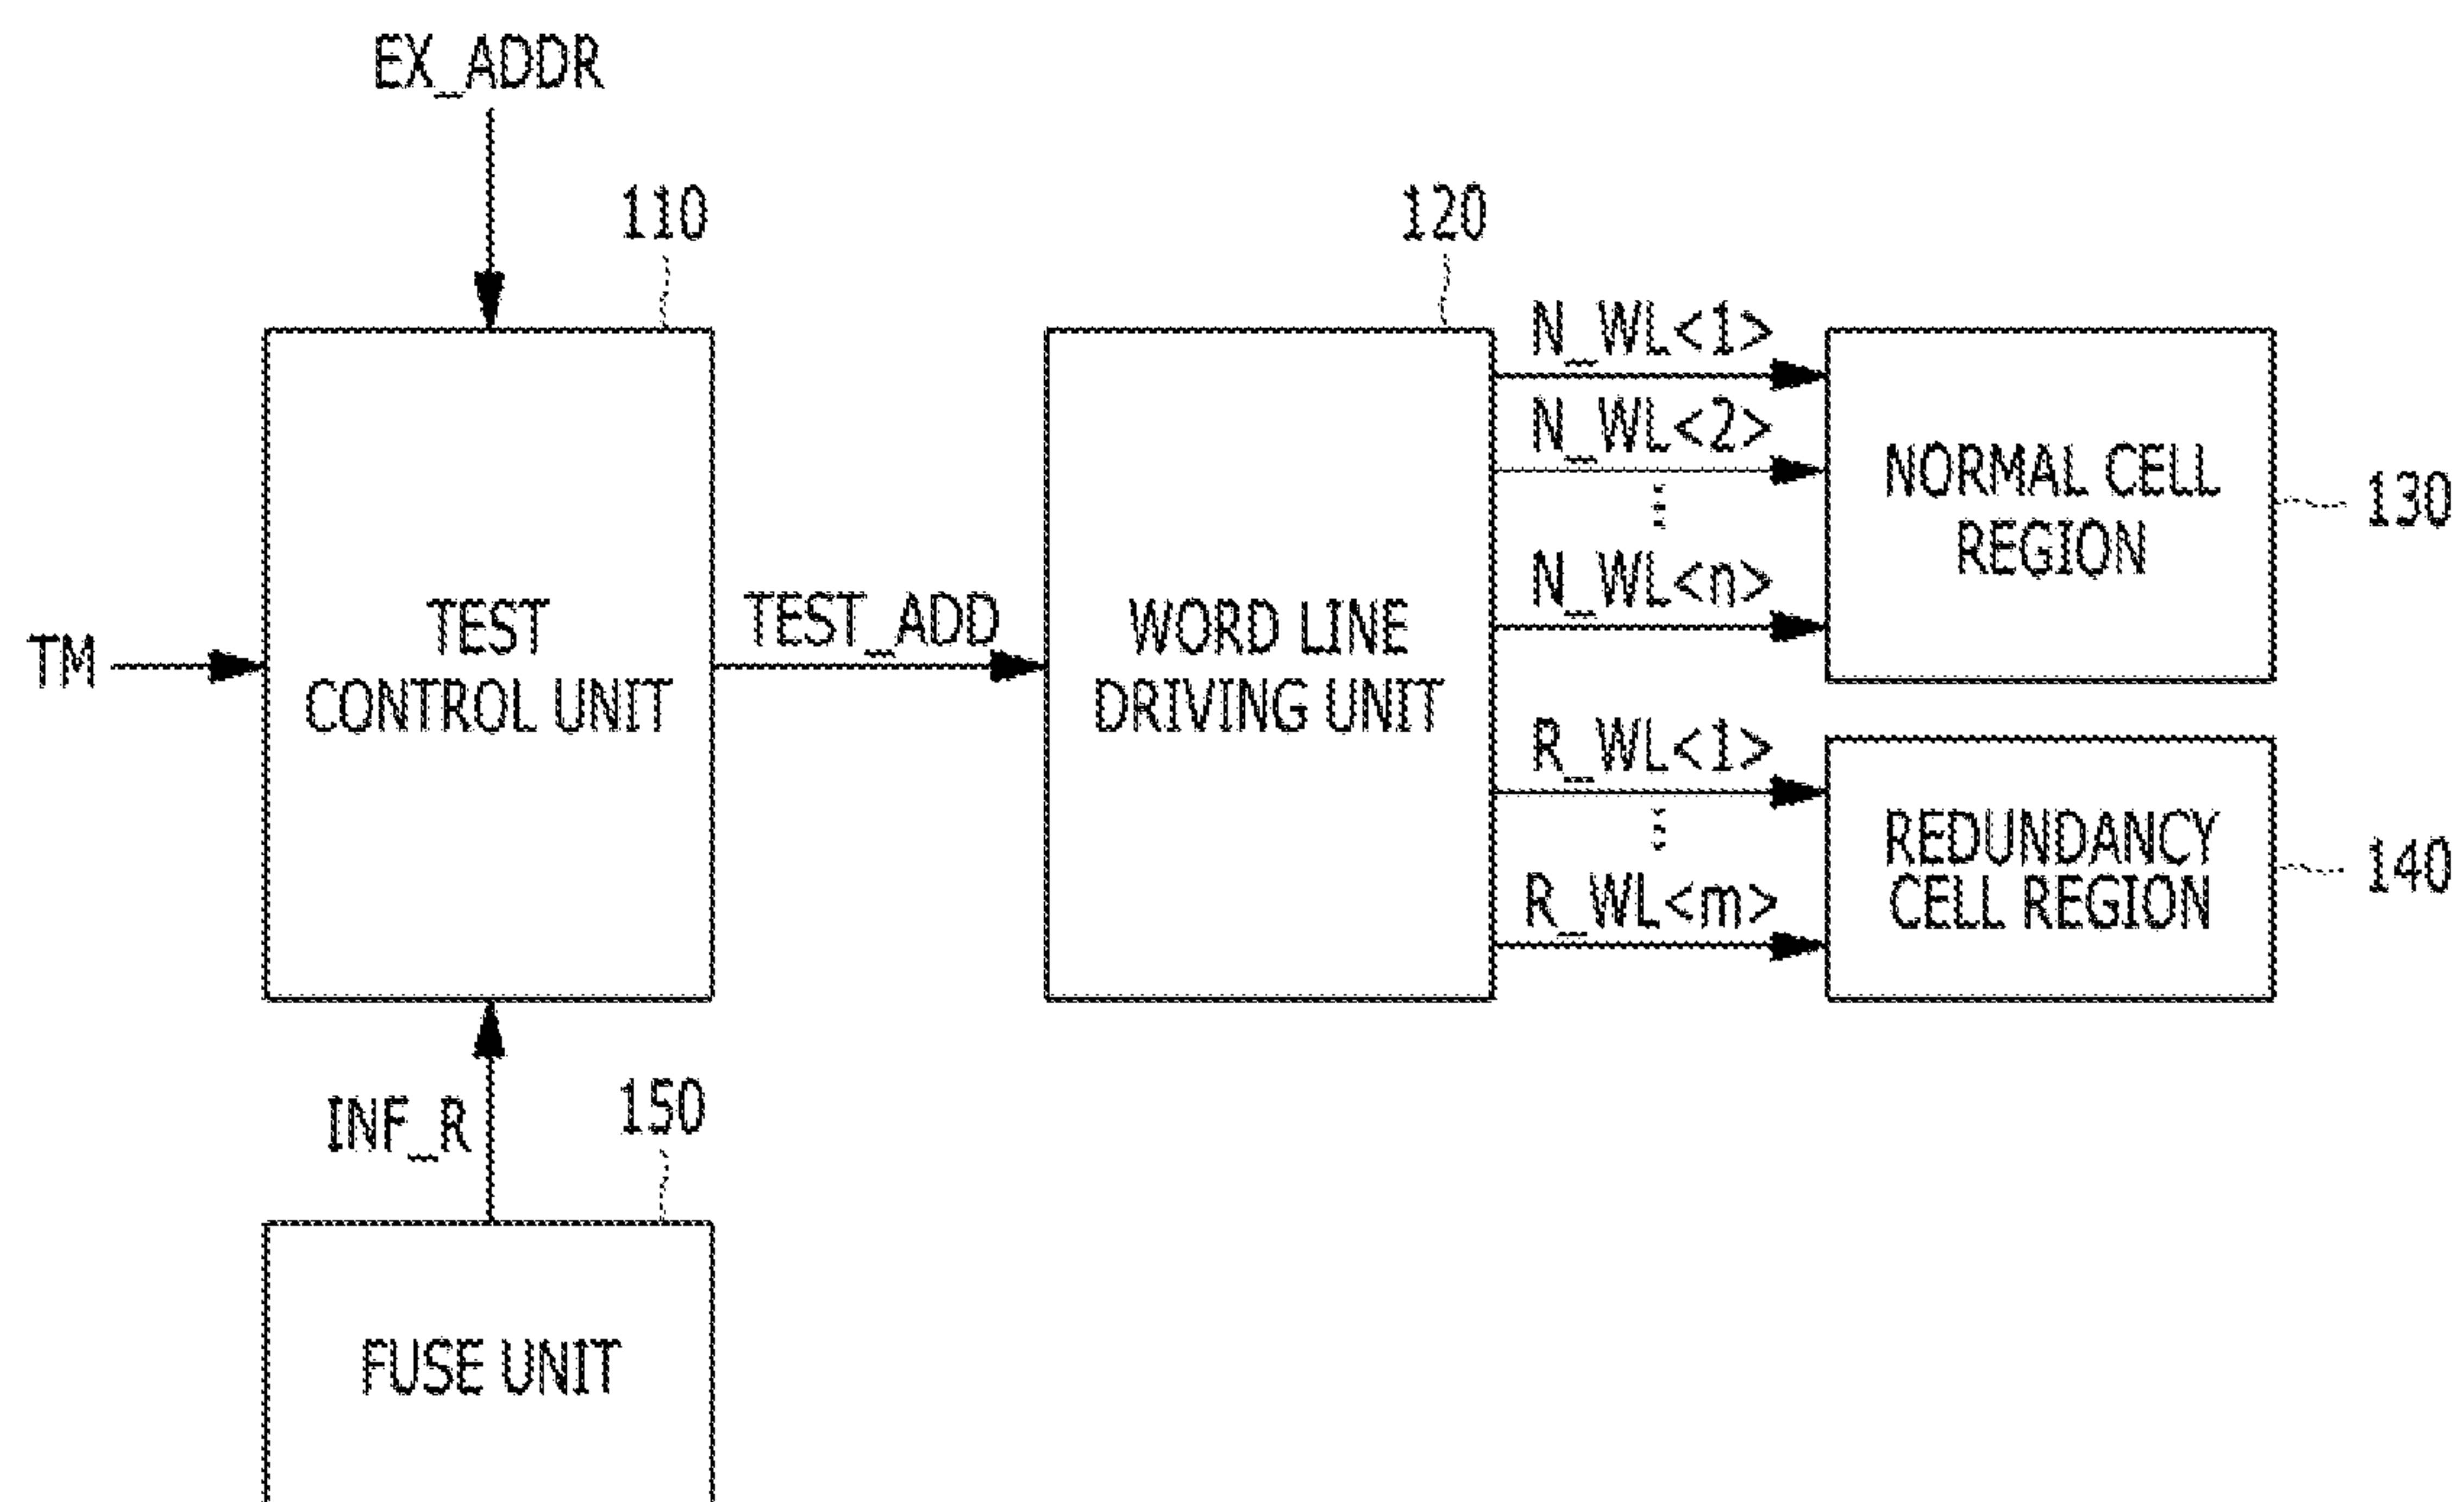 EX_ADDR
110
120
N_WL<1>
N_WL<2>
N_WL<n>
NORMAL CELL
REGION
130
TM
TEST
CONTROL UNIT
TEST_ADD
WORD LINE
DRIVING UNIT
R_WL<1>
R_WL<m>
REDUNDANCY
CELL REGION
140
INF_R
150
FUSE UNIT